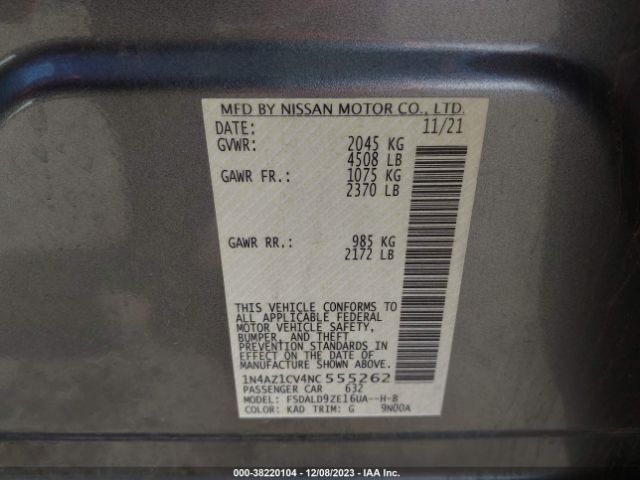 MFD BY NISSAN MOTOR CO., LTD.
DATE: 11/21
GVWR: 2045 KG
4508 LB
GAWR FR.: 1075 KG
2370 LB
GAWR RR.: 985 KG
2172 LB
THIS VEHICLE CONFORMS TO
ALL APPLICABLE FEDERAL
MOTOR VEHICLE SAFETY,
BUMPER, AND THEFT
PREVENTION STANDARDS IN
EFFECT ON THE DATE OF
MANUFACTURE SHOWN ABOVE.
1N4AZ1CV4NC 555262
PASSENGER CAR 632
MODEL: FSDALD9ZE16UA--H-B
COLOR: KAD TRIM: G 9N00A
000-38220104 - 12/08/2023 - IAA Inc.